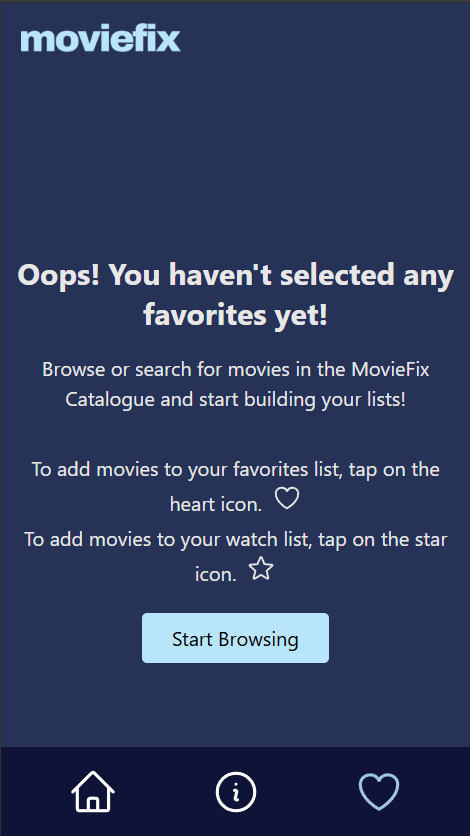 moviefix
Oops! You haven't selected any
favorites yet!
Browse or search for movies in the MovieFix
Catalogue and start building your lists!
To add movies to your favorites list, tap on the
heart icon.
To add movies to your watch list, tap on the star
icon.
Start Browsing